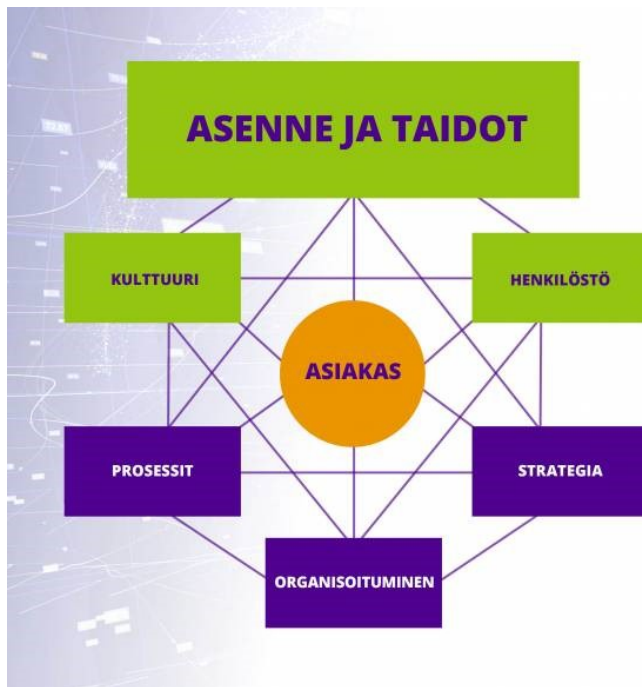 ASENNE JA TAIDOT
KULTTUURI
HENKILÖSTÖ
ASIAKAS
PROSESSIT
STRATEGIA
ORGANISOITUMINEN